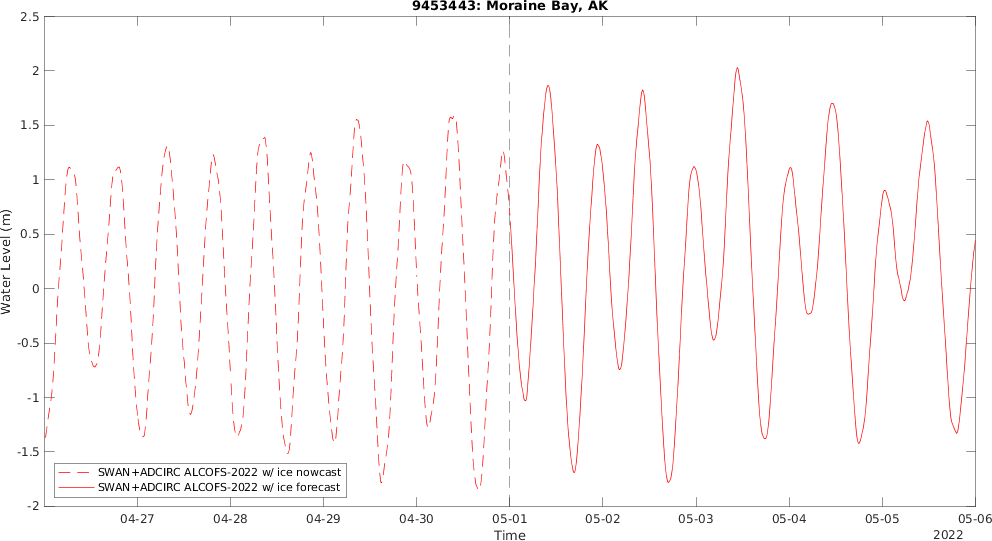 9453443: Moraine Bay, AK
Water Level (m)
2.5
2
1.5
1
0.5
0
-0.5
-1
-1.5
-2
SWAN+ADCIRC ALCOFS-2022 w/ ice nowcast
SWAN+ADCIRC ALCOFS-2022 w/ ice forecast
04-27 04-28 04-29 04-30 05-01 05-02 05-03 05-04 05-05 05-06
Time
2022